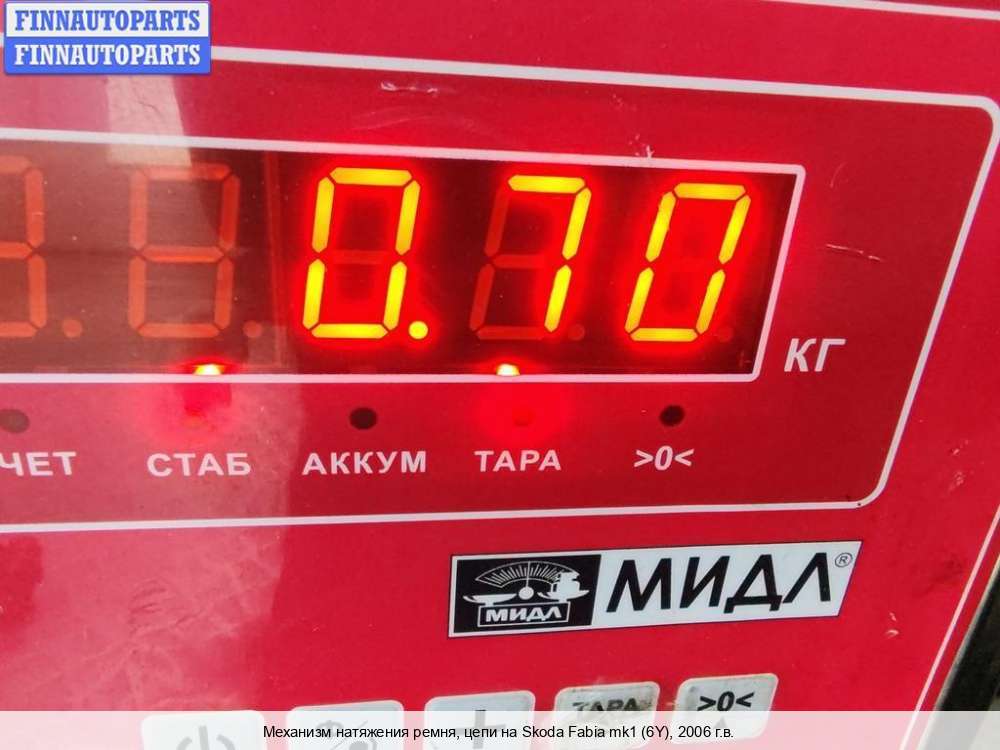 FINNAUTOPARTS
FINNAUTOPARTS
0.70
КГ
ЧЕТ СТАБ АККУМ ТАРА >0<
МИДЛ МИДЛ®
ТАРА >0<
Механизм натяжения ремня, цепи на Skoda Fabia mk1 (6Y), 2006 г.в.